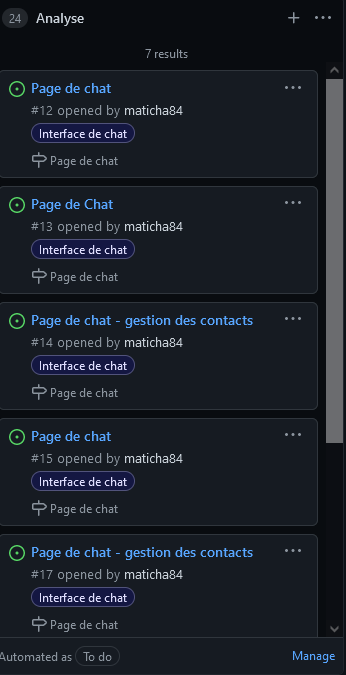 24 Analyse
7 results
Page de chat
#12 opened by maticha84
Interface de chat
Page de chat
Page de Chat
#13 opened by maticha84
Interface de chat
Page de chat
Page de chat - gestion des contacts
#14 opened by maticha84
Interface de chat
Page de chat
Page de chat
#15 opened by maticha84
Interface de chat
Page de chat
Page de chat - gestion des contacts
#17 opened by maticha84
Interface de chat
Page de chat
Automated as To do Manage